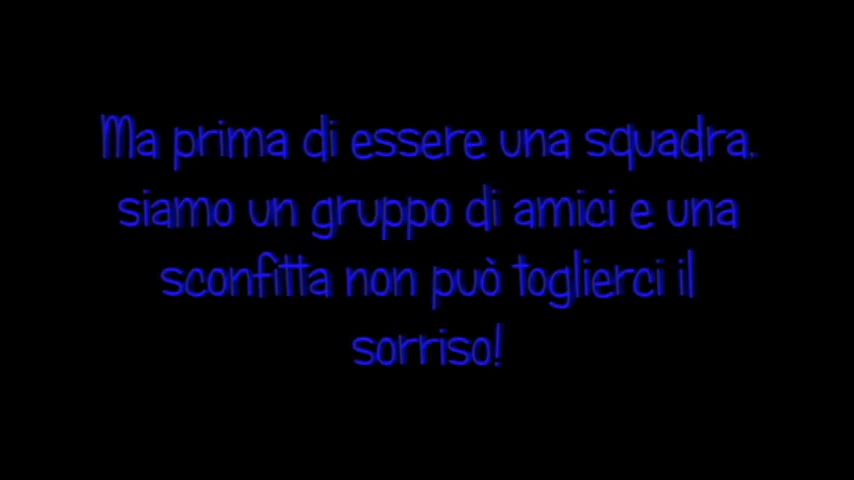 Ma prima di essere una squadra,
siamo un gruppo di amici e una
sconfitta non può toglierci il
sorriso!